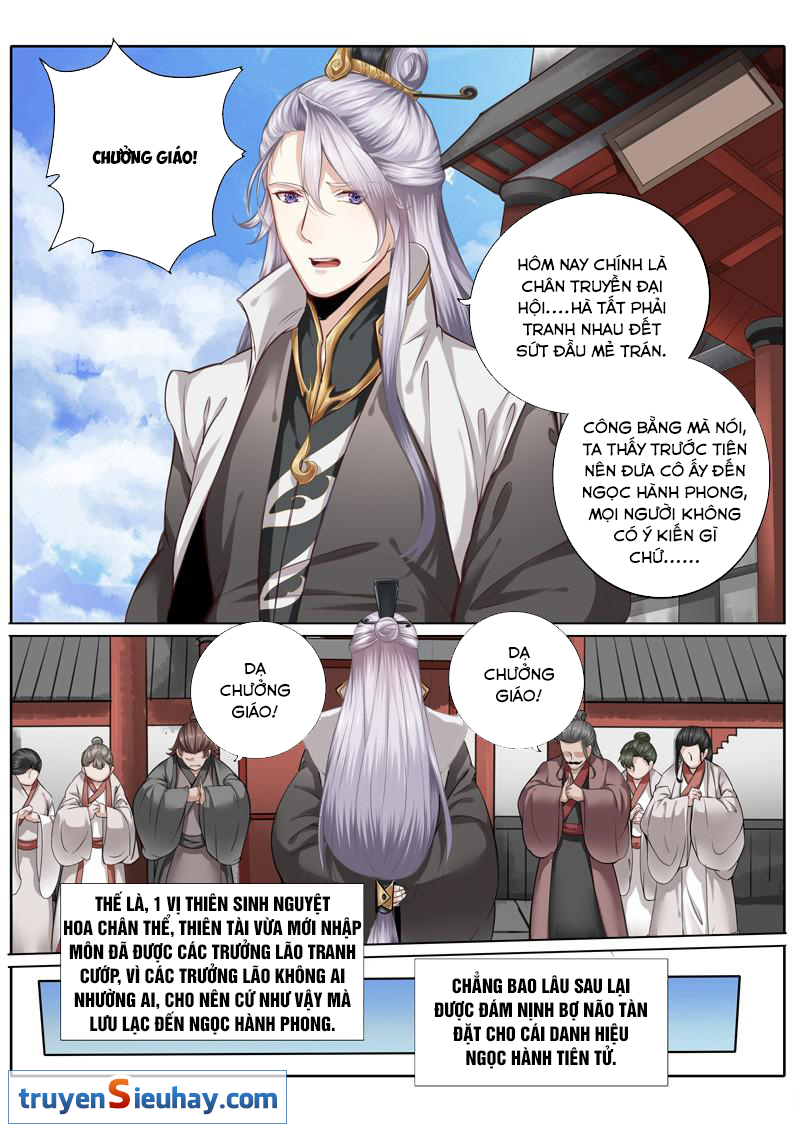 CHƯỞNG GIÁO!
HÔM NAY CHÍNH LÀ
CHÂN TRUYỀN ĐẠI
HỘI....HÀ TẤT PHẢI
TRANH NHAU ĐẾT
SỨT ĐẦU MẺ TRÁN.
CÔNG BẰNG MÀ NÓI,
TA THẤY TRƯỚC TIÊN
NÊN ĐƯA CÔ ẤY ĐẾN
NGỌC HÀNH PHONG,
MỌI NGƯỜI KHÔNG
CÓ Ý KIẾN GÌ
CHỨ......
DẠ
CHƯỞNG
GIÁO!
DẠ
CHƯỞNG
GIÁO!
THẾ LÀ, 1 VỊ THIÊN SINH NGUYỆT
HOA CHÂN THỂ, THIÊN TÀI VỪA MỚI NHẬP
MÔN ĐÃ ĐƯỢC CÁC TRƯỞNG LÃO TRANH
CƯỚP, VÌ CÁC TRƯỞNG LÃO KHÔNG AI
NHƯỜNG AI, CHO NÊN CỨ NHƯ VẬY MÀ
LƯU LẠC ĐẾN NGỌC HÀNH PHONG.
CHẲNG BAO LÂU SAU LẠI
ĐƯỢC ĐÁM NỊNH BỢ NÃO TÀN
ĐẶT CHO CÁI DANH HIỆU
NGỌC HÀNH TIÊN TỬ.
truyenSieuhay.com